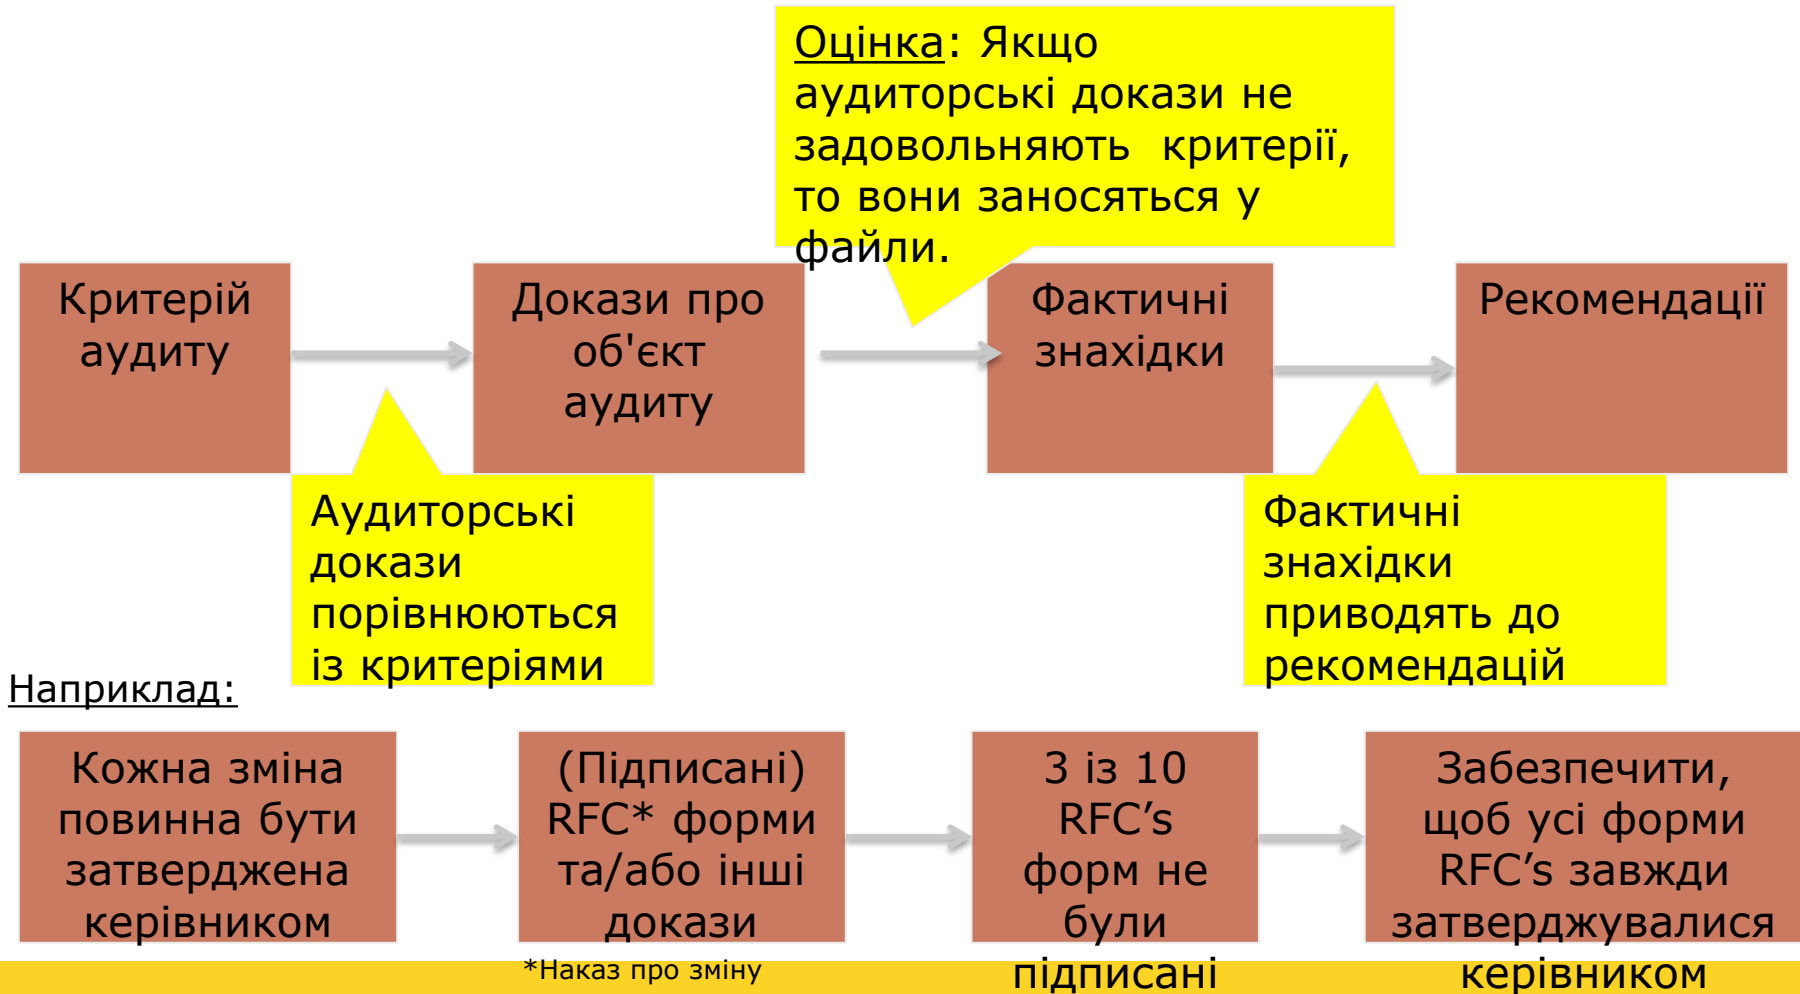 Оцінка: Якщо
аудиторські докази не
задовольняють  критерії,
то вони заносяться у
файли.
Критерій
аудиту
Докази про
об'єкт
аудиту
Фактичні
знахідки
Рекомендації
Аудиторські
докази
порівнюються
із критеріями
Фактичні
знахідки
приводять до
рекомендацій
Наприклад:
Кожна зміна
повинна бути
затверджена
керівником
(Підписані)
RFC* форми
та/або інші
докази
*Наказ про зміну
3 із 10
RFC’s
форм не
були
підписані
Забезпечити,
щоб усі форми
RFC’s завжди
затверджувалися
керівником